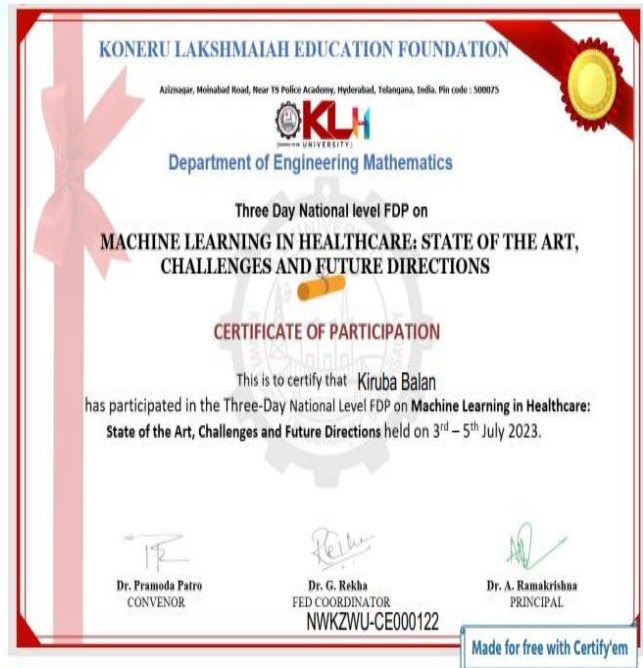 KONERU LAKSHMAIAH EDUCATION FOUNDATION
Aziznagar, Moinabad Road, Near TS Police Academy, Hyderabad, Telangana, India. Pin code : 500075
KLH
(DEEMED TO BE UNIVERSITY)
Department of Engineering Mathematics
Three Day National level FDP on
MACHINE LEARNING IN HEALTHCARE: STATE OF THE ART,
CHALLENGES AND FUTURE DIRECTIONS
CERTIFICATE OF PARTICIPATION
This is to certify that Kiruba Balan
has participated in the Three-Day National Level FDP on Machine Learning in Healthcare:
State of the Art, Challenges and Future Directions held on 3rd – 5th July 2023.
Dr. Pramoda Patro
CONVENOR
Dr. G. Rekha
FED COORDINATOR
Dr. A. Ramakrishna
PRINCIPAL
NWKZWU-CE000122
Made for free with Certify'em